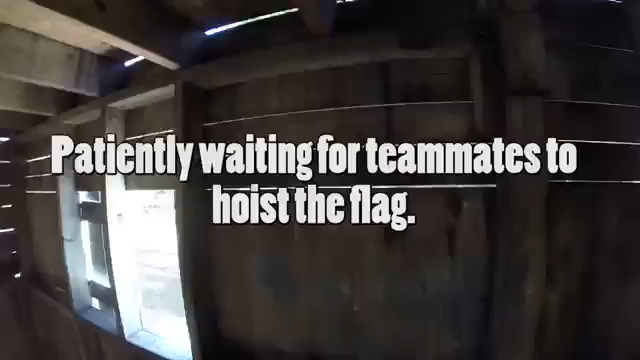 Patiently waiting for teammates to
hoist the flag.